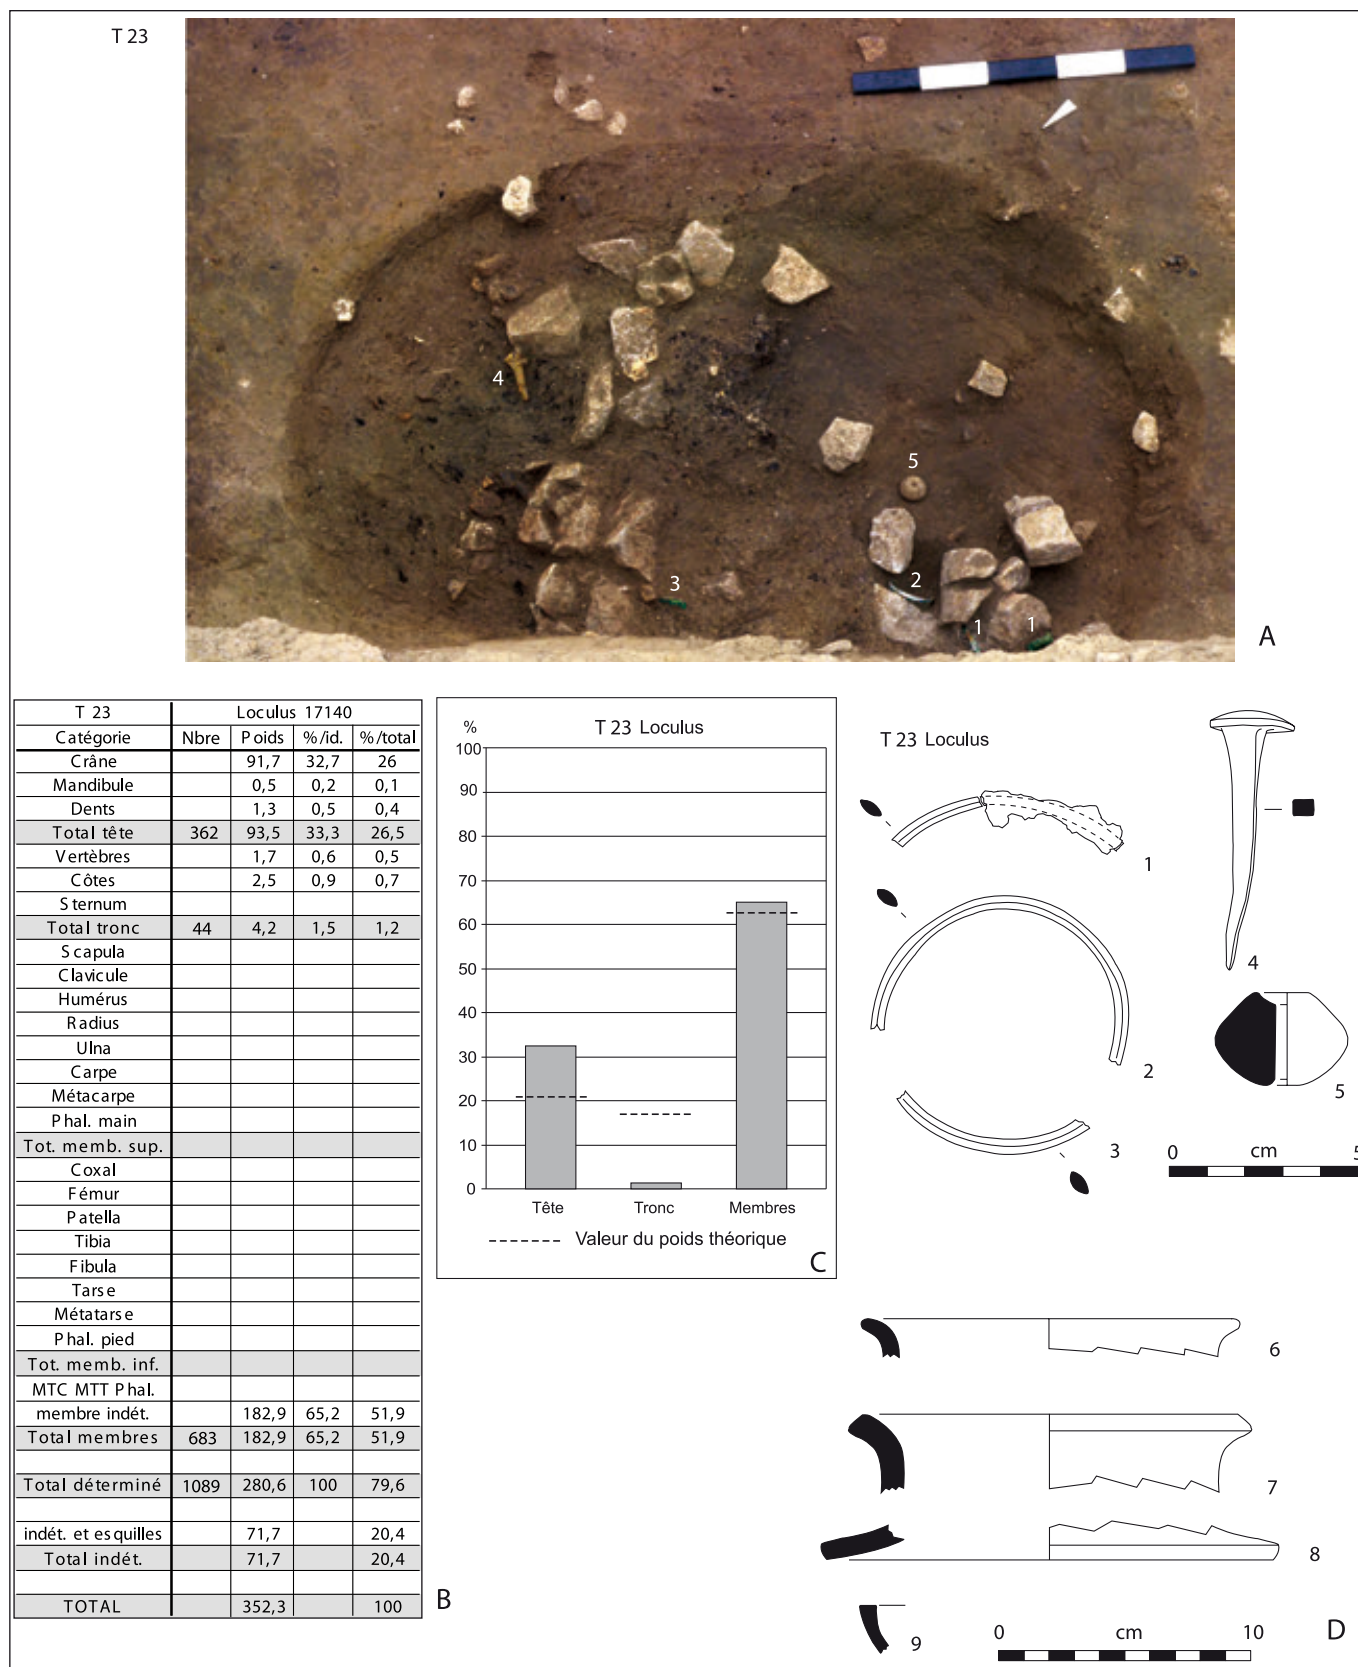 T 23
4
5
3
2
1
1
A
T 23 Loculus 17140
Catégorie Nbre Poids %/id. %/total
Crâne 91,7 32,7 26
Mandibule 0,5 0,2 0,1
Dents 1,3 0,5 0,4
Total tête 362 93,5 33,3 26,5
Vertèbres 1,7 0,6 0,5
Côtes 2,5 0,9 0,7
Sternum
Total tronc 44 4,2 1,5 1,2
Scapula
Clavicule
Humérus
Radius
Ulna
Carpe
Métacarpe
Phal. main
Tot. memb. sup.
Coxal
Fémur
Patella
Tibia
Fibula
Tarse
Métatarse
Phal. pied
Tot. memb. inf.
MTC MTT Phal.
membre indét. 182,9 65,2 51,9
Total membres 683 182,9 65,2 51,9
Total déterminé 1089 280,6 100 79,6
indét. et esquilles 71,7 20,4
Total indét. 71,7 20,4
TOTAL 352,3 100
B
% T 23 Loculus
100
90
80
70
60
50
40
30
20
10
0
Tête Tronc Membres
Valeur du poids théorique
C
T 23 Loculus
1
2
3
4
5
0 cm 5
6
7
8
9
0 cm 10
D